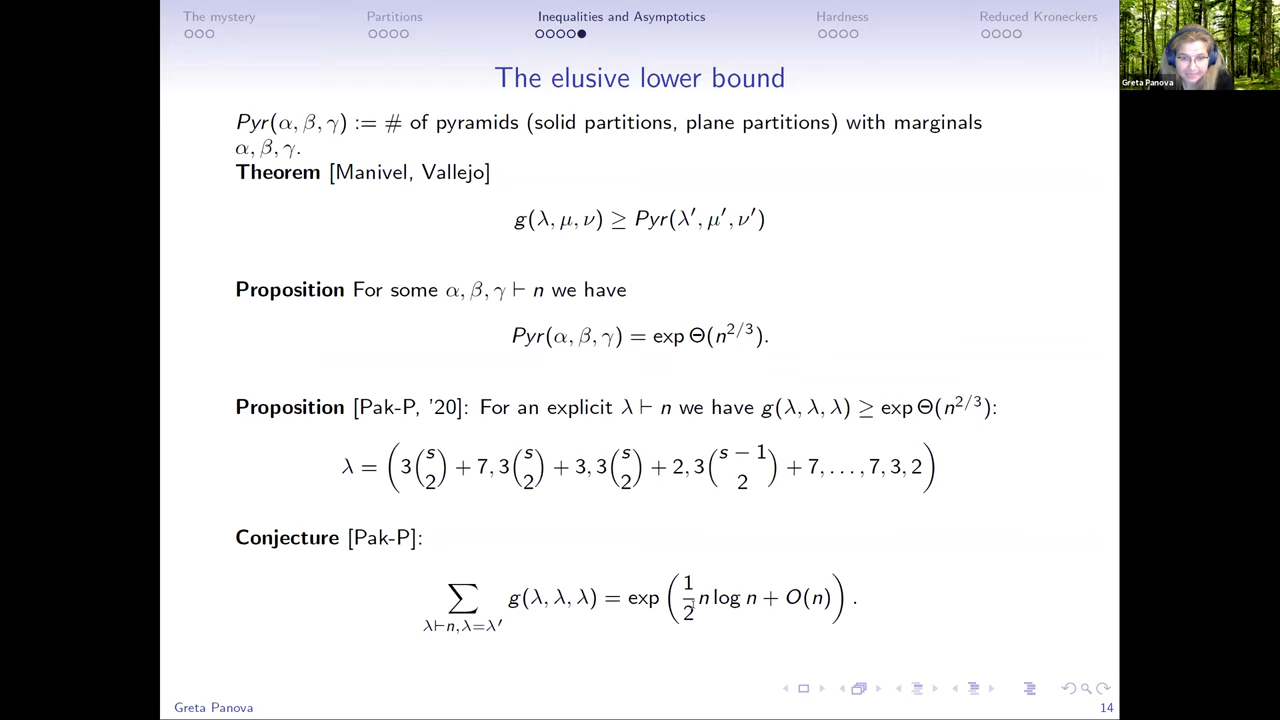 The mystery Partitions Inequalities and Asymptotics Hardness Reduced Kroneckers
Greta Panova
The elusive lower bound
Pyr(α, β, γ) := # of pyramids (solid partitions, plane partitions) with marginals
α, β, γ.
Theorem [Manivel, Vallejo]
g(λ, μ, ν) ≥ Pyr(λ′, μ′, ν′)
Proposition For some α, β, γ ⊢ n we have
Pyr(α, β, γ) = exp Θ(n^{2/3}).
Proposition [Pak-P, '20]: For an explicit λ ⊢ n we have g(λ, λ, λ) ≥ exp Θ(n^{2/3}):
λ = (3\binom{s}{2} + 7, 3\binom{s}{2} + 3, 3\binom{s}{2} + 2, 3\binom{s − 1}{2} + 7, . . . , 7, 3, 2)
Conjecture [Pak-P]:
∑_{λ⊢n,λ=λ′} g(λ, λ, λ) = exp (\frac{1}{2} n log n + O(n)) .
Greta Panova 14